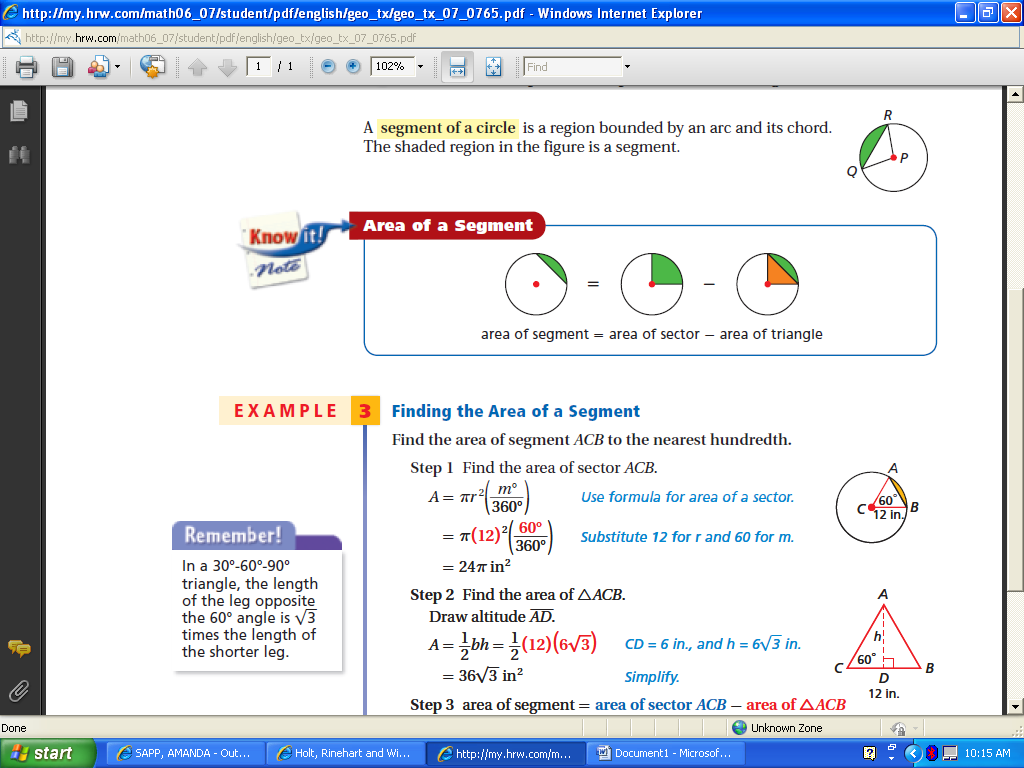 http://my.hrw.com/math06_07/student/pdf/english/geo_tx/geo_tx_07_0765.pdf - Windows Internet Explorer
http://my.hrw.com/math06_07/student/pdf/english/geo_tx/geo_tx_07_0765.pdf
1 / 1 102% Find
A segment of a circle is a region bounded by an arc and its chord.
The shaded region in the figure is a segment.
R
P
Q
Know it!
Note
Area of a Segment
= −
area of segment = area of sector − area of triangle
EXAMPLE 3 Finding the Area of a Segment
Find the area of segment ACB to the nearest hundredth.
Step 1 Find the area of sector ACB.
A = πr²(m°/360°) Use formula for area of a sector.
= π(12)²(60°/360°) Substitute 12 for r and 60 for m.
= 24π in²
A
60°
C B
12 in.
Remember!
In a 30°-60°-90°
triangle, the length
of the leg opposite
the 60° angle is √3
times the length of
the shorter leg.
Step 2 Find the area of △ACB.
Draw altitude A̅D̅.
A = 1/2 bh = 1/2 (12)(6√3) CD = 6 in., and h = 6√3 in.
= 36√3 in² Simplify.
A
h
60°
C B
D
12 in.
Step 3 area of segment = area of sector ACB − area of △ACB
Done Unknown Zone
start SAPP, AMANDA - Out... Holt, Rinehart and Wi... http://my.hrw.com/m... Document1 - Microsof... 10:15 AM